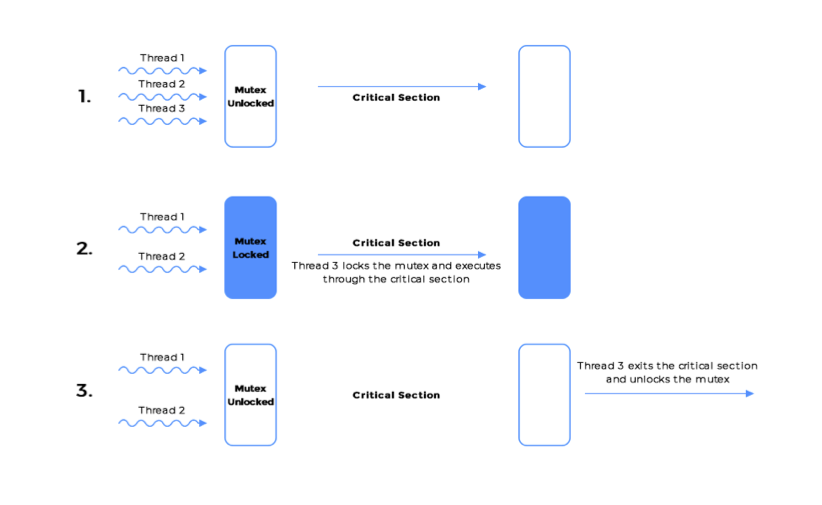 Thread 1
Thread 2
Thread 3
1.
Mutex
Unlocked
Critical Section
Thread 1
Thread 2
2.
Mutex
Locked
Critical Section
Thread 3 locks the mutex and executes
through the critical section
Thread 1
Thread 2
3.
Mutex
Unlocked
Critical Section
Thread 3 exits the critical section
and unlocks the mutex